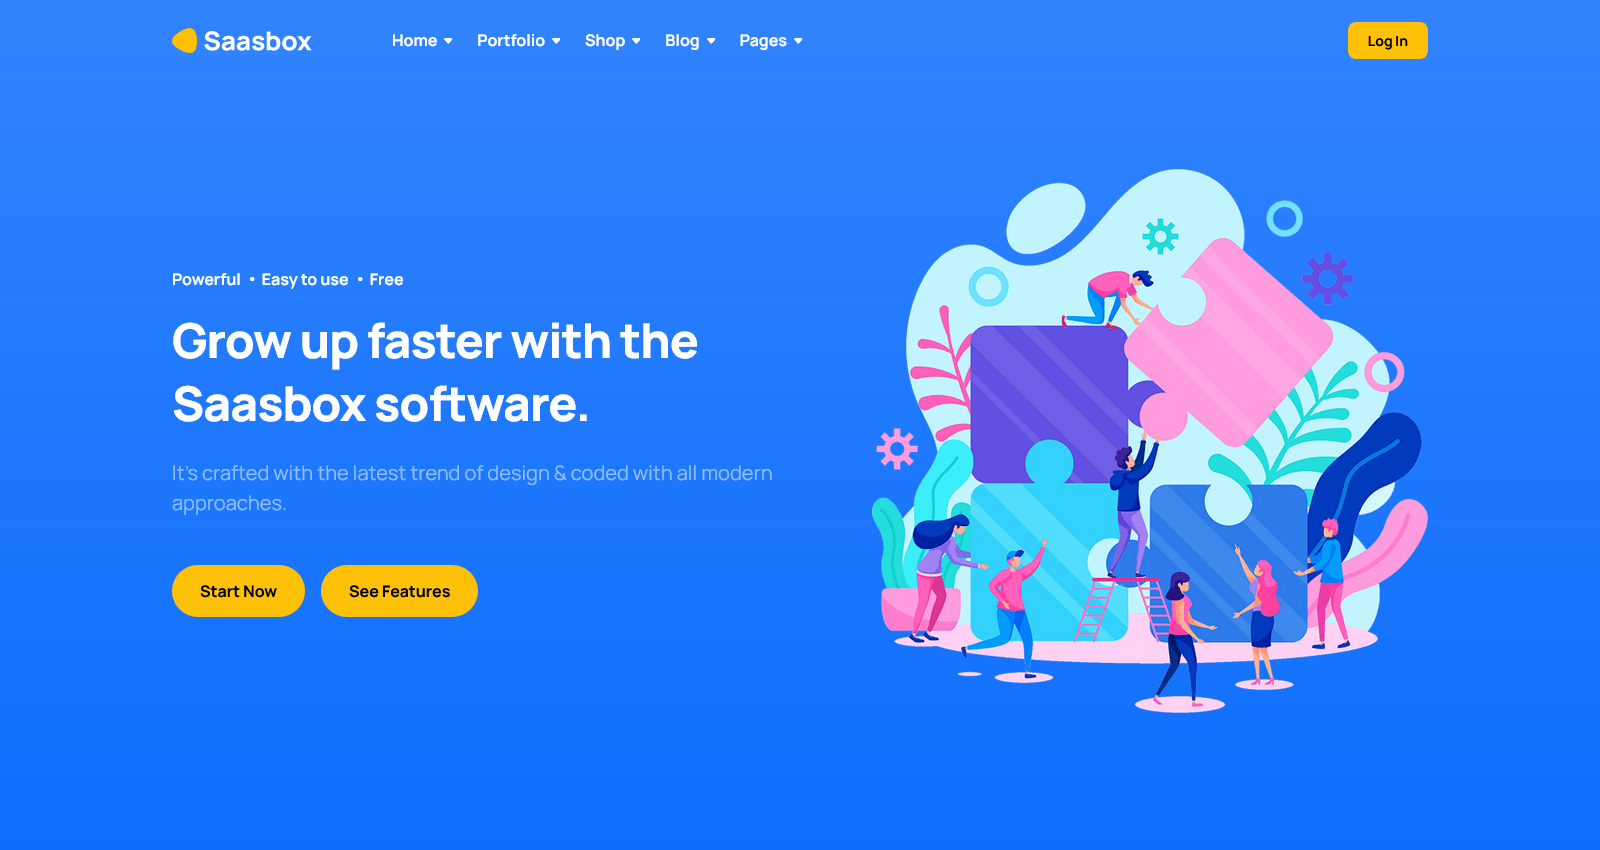 Saasbox
Home
Portfolio
Shop
Blog
Pages
Log In
Powerful • Easy to use • Free
Grow up faster with the
Saasbox software.
It's crafted with the latest trend of design & coded with all modern
approaches.
Start Now
See Features